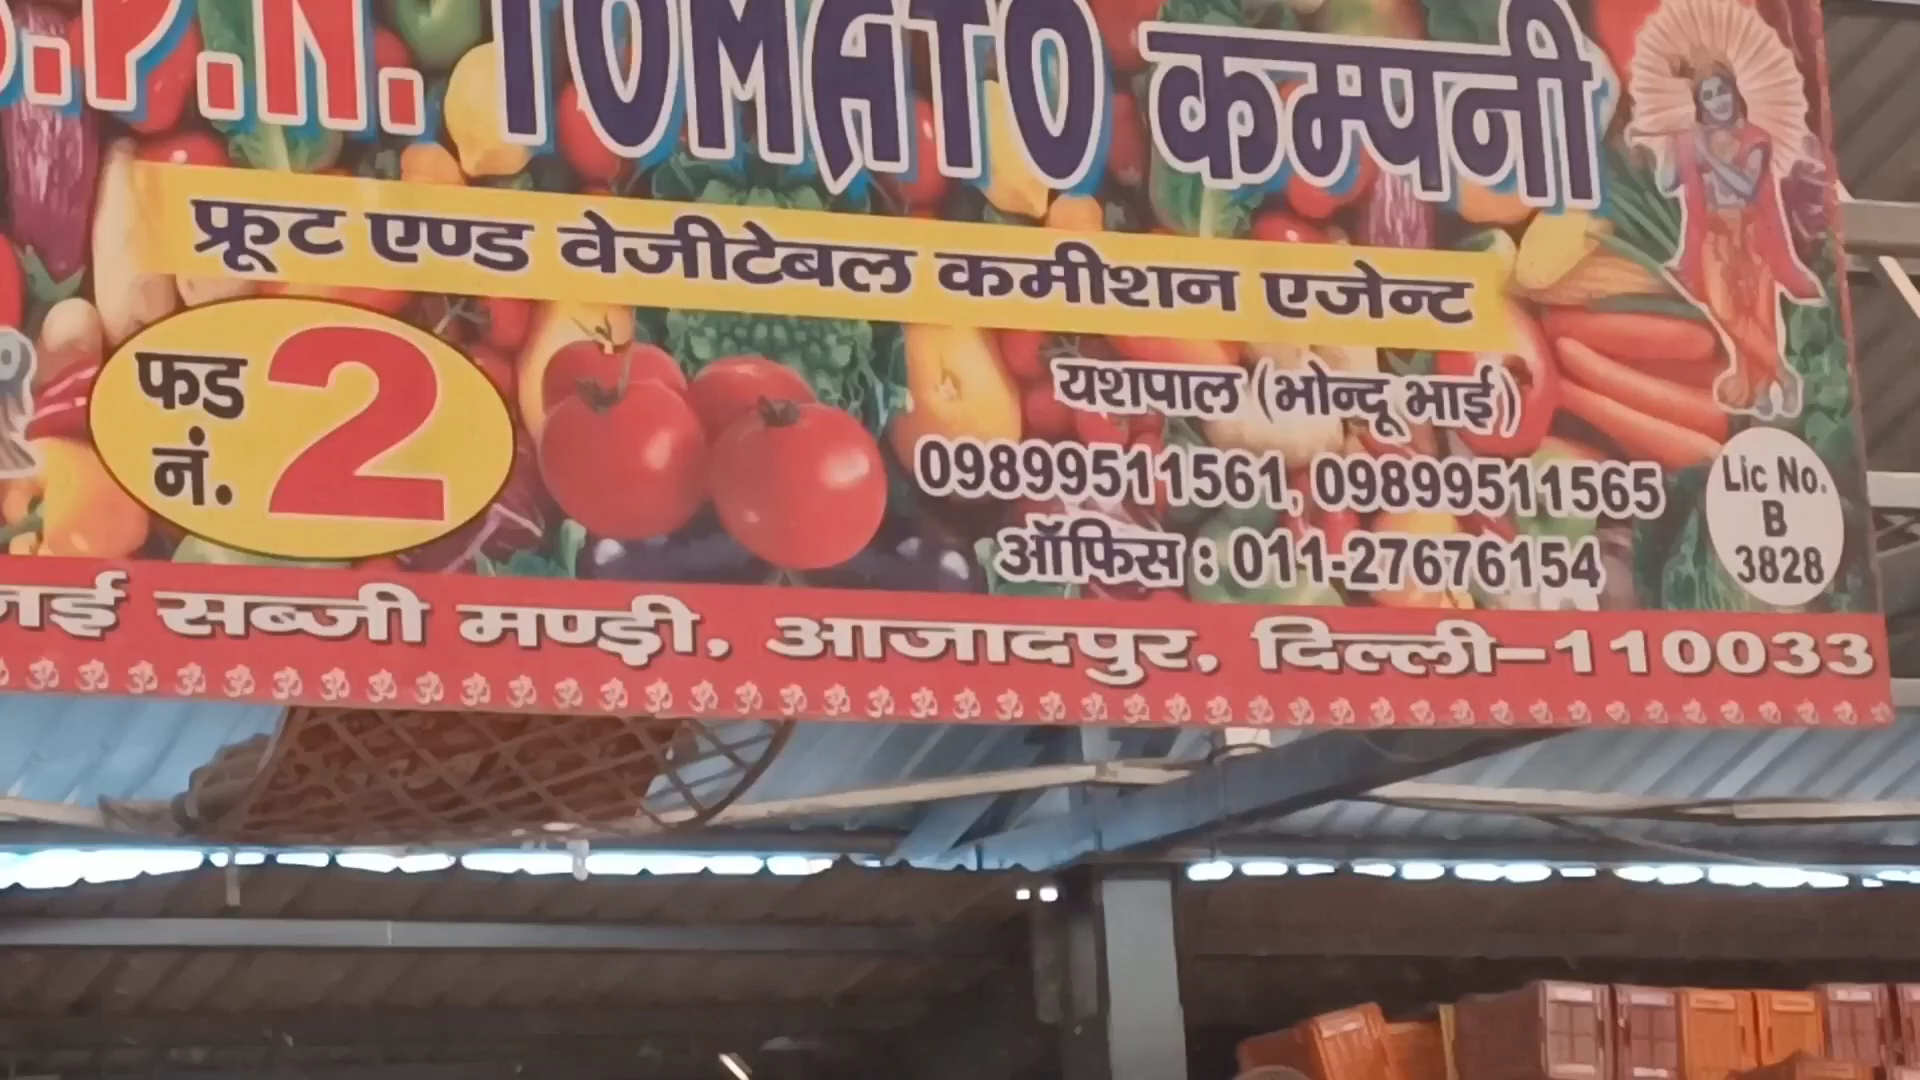 .P.N. TOMATO कम्पनी
फ्रूट एण्ड वेजीटेबल कमीशन एजेन्ट
फड नं. 2
यशपाल (भोन्दू भाई)
09899511561, 09899511565
ऑफिस : 011-27676154
Lic No.
B
3828
नई सब्जी मण्ड़ी, आजादपुर, दिल्ली-110033